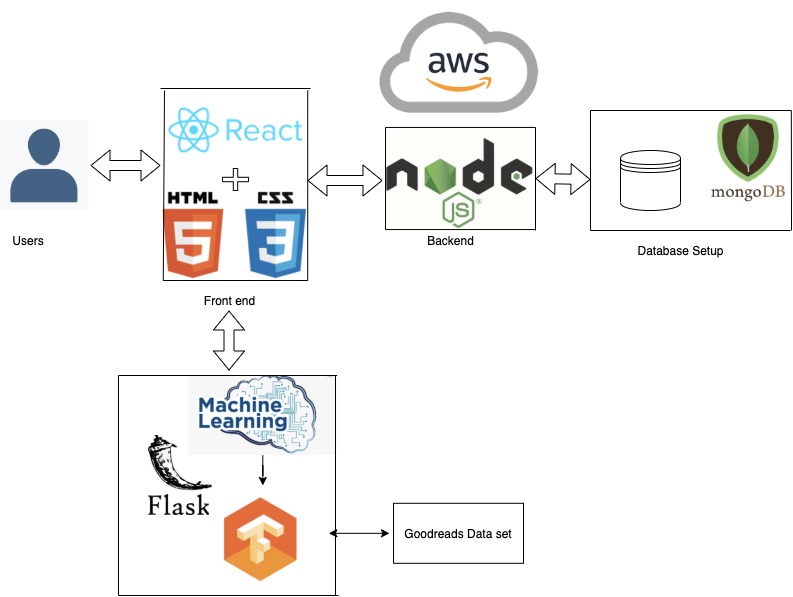 aws
React
HTML
CSS
5
3
node
JS
®
mongoDB
Users
Backend
Database Setup
Front end
Machine
Learning
Flask
Goodreads Data set